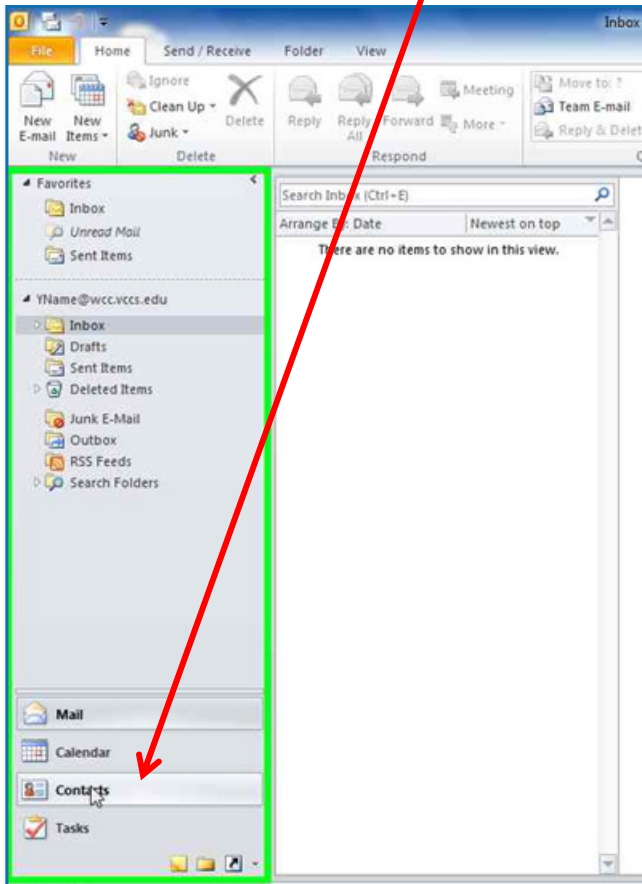 Inbox
File Home Send / Receive Folder View
New E-mail
New Items
Ignore
Clean Up
Junk
Delete
Reply
Reply All
Forward
Meeting
More
Move to: ?
Team E-mail
Reply & Delet
New Delete Respond
Favorites
Inbox
Unread Mail
Sent Items
YName@wcc.vccs.edu
Inbox
Drafts
Sent Items
Deleted Items
Junk E-Mail
Outbox
RSS Feeds
Search Folders
Mail
Calendar
Contacts
Tasks
Search Inbox (Ctrl+E)
Arrange By: Date Newest on top
There are no items to show in this view.